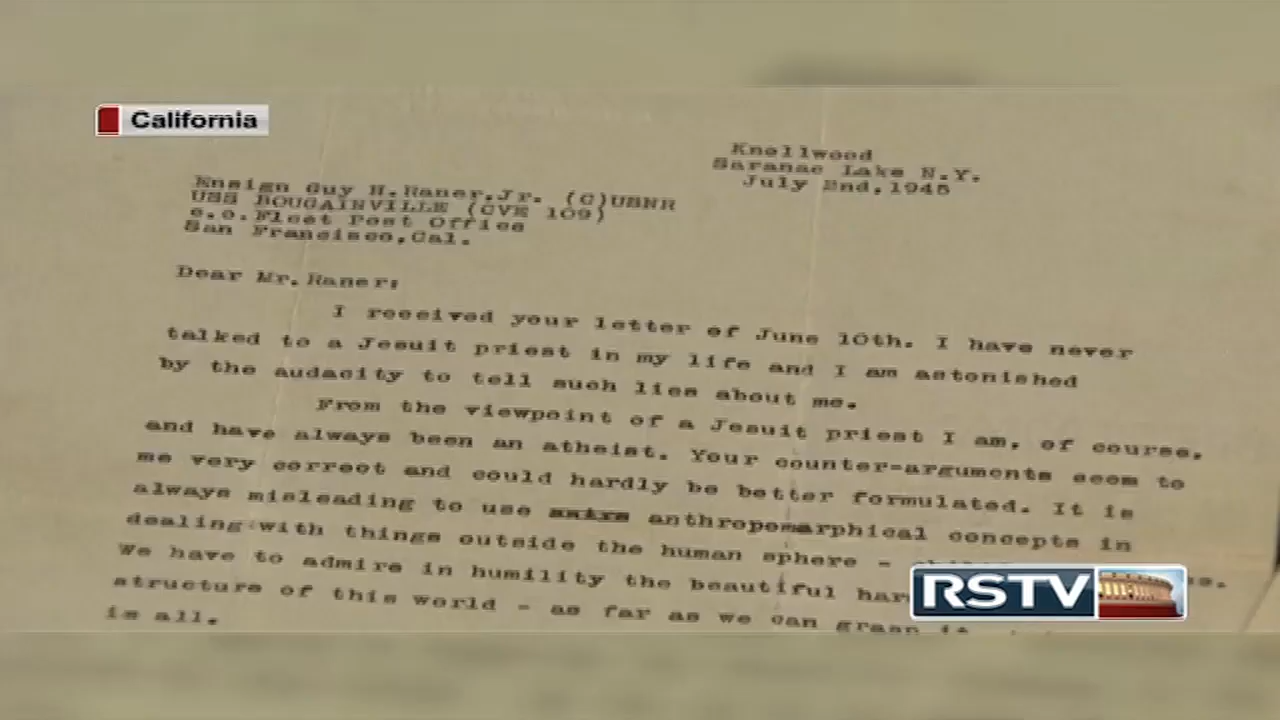 California
Knollwood
Saranac Lake N.Y.
July 2nd,1945
Ensign Guy H.Raner.Jr. (C)USNR
USS BOUGAINVILLE (CVE 109)
c.o.Fleet Post Office
San Francisco,Cal.
Dear Mr.Raner:
I received your letter of June 10th. I have never
talked to a Jesuit priest in my life and I am astonished
by the audacity to tell such lies about me.
From the viewpoint of a Jesuit priest I am, of course,
and have always been an atheist. Your counter-arguments seem to
me very correct and could hardly be better formulated. It is
always misleading to use anthropomorphical concepts in
dealing with things outside the human sphere -
We have to admire in humility the beautiful
structure of this world - as far as we can grasp it.
is all.
RSTV